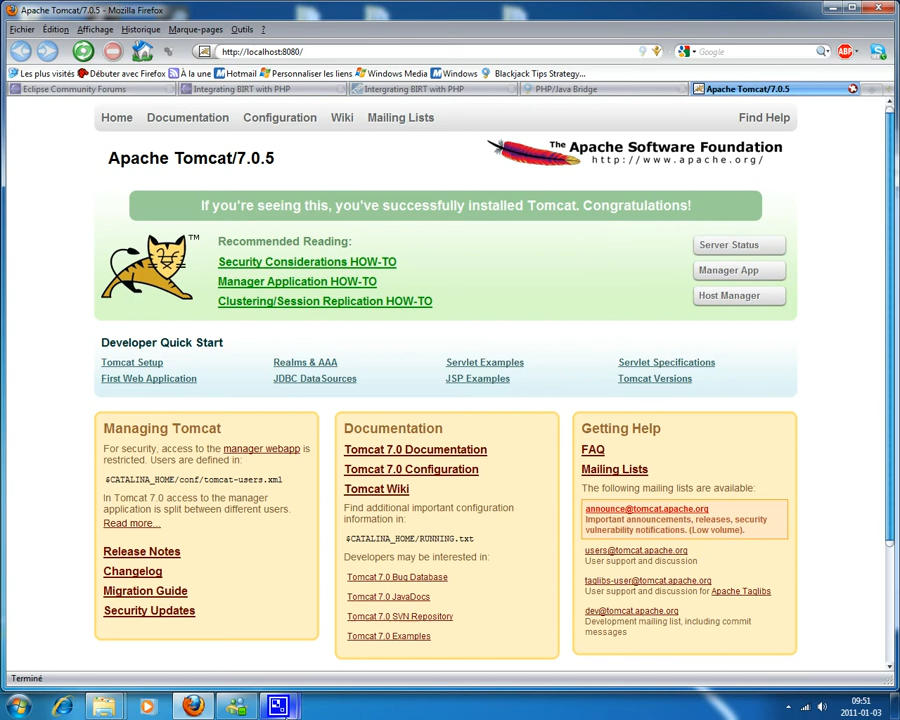 Apache Tomcat/7.0.5 - Mozilla Firefox
Fichier Édition Affichage Historique Marque-pages Outils ?
http://localhost:8080/
Google
ABP
Les plus visités Débuter avec Firefox À la une Hotmail Personnaliser les liens Windows Media Windows Blackjack Tips Strategy...
Eclipse Community Forums Integrating BIRT with PHP Intergrating BIRT with PHP PHP/Java Bridge Apache Tomcat/7.0.5
Home Documentation Configuration Wiki Mailing Lists Find Help
Apache Tomcat/7.0.5
The Apache Software Foundation
http://www.apache.org/
If you're seeing this, you've successfully installed Tomcat. Congratulations!
TM
Recommended Reading:
Security Considerations HOW-TO
Manager Application HOW-TO
Clustering/Session Replication HOW-TO
Server Status
Manager App
Host Manager
Developer Quick Start
Tomcat Setup Realms & AAA Servlet Examples Servlet Specifications
First Web Application JDBC DataSources JSP Examples Tomcat Versions
Managing Tomcat
For security, access to the manager webapp is
restricted. Users are defined in:
$CATALINA_HOME/conf/tomcat-users.xml
In Tomcat 7.0 access to the manager
application is split between different users.
Read more...
Release Notes
Changelog
Migration Guide
Security Updates
Documentation
Tomcat 7.0 Documentation
Tomcat 7.0 Configuration
Tomcat Wiki
Find additional important configuration
information in:
$CATALINA_HOME/RUNNING.txt
Developers may be interested in:
Tomcat 7.0 Bug Database
Tomcat 7.0 JavaDocs
Tomcat 7.0 SVN Repository
Tomcat 7.0 Examples
Getting Help
FAQ
Mailing Lists
The following mailing lists are available:
announce@tomcat.apache.org
Important announcements, releases, security
vulnerability notifications. (Low volume).
users@tomcat.apache.org
User support and discussion
taglibs-user@tomcat.apache.org
User support and discussion for Apache Taglibs
dev@tomcat.apache.org
Development mailing list, including commit
messages
Terminé
09:51
2011-01-03